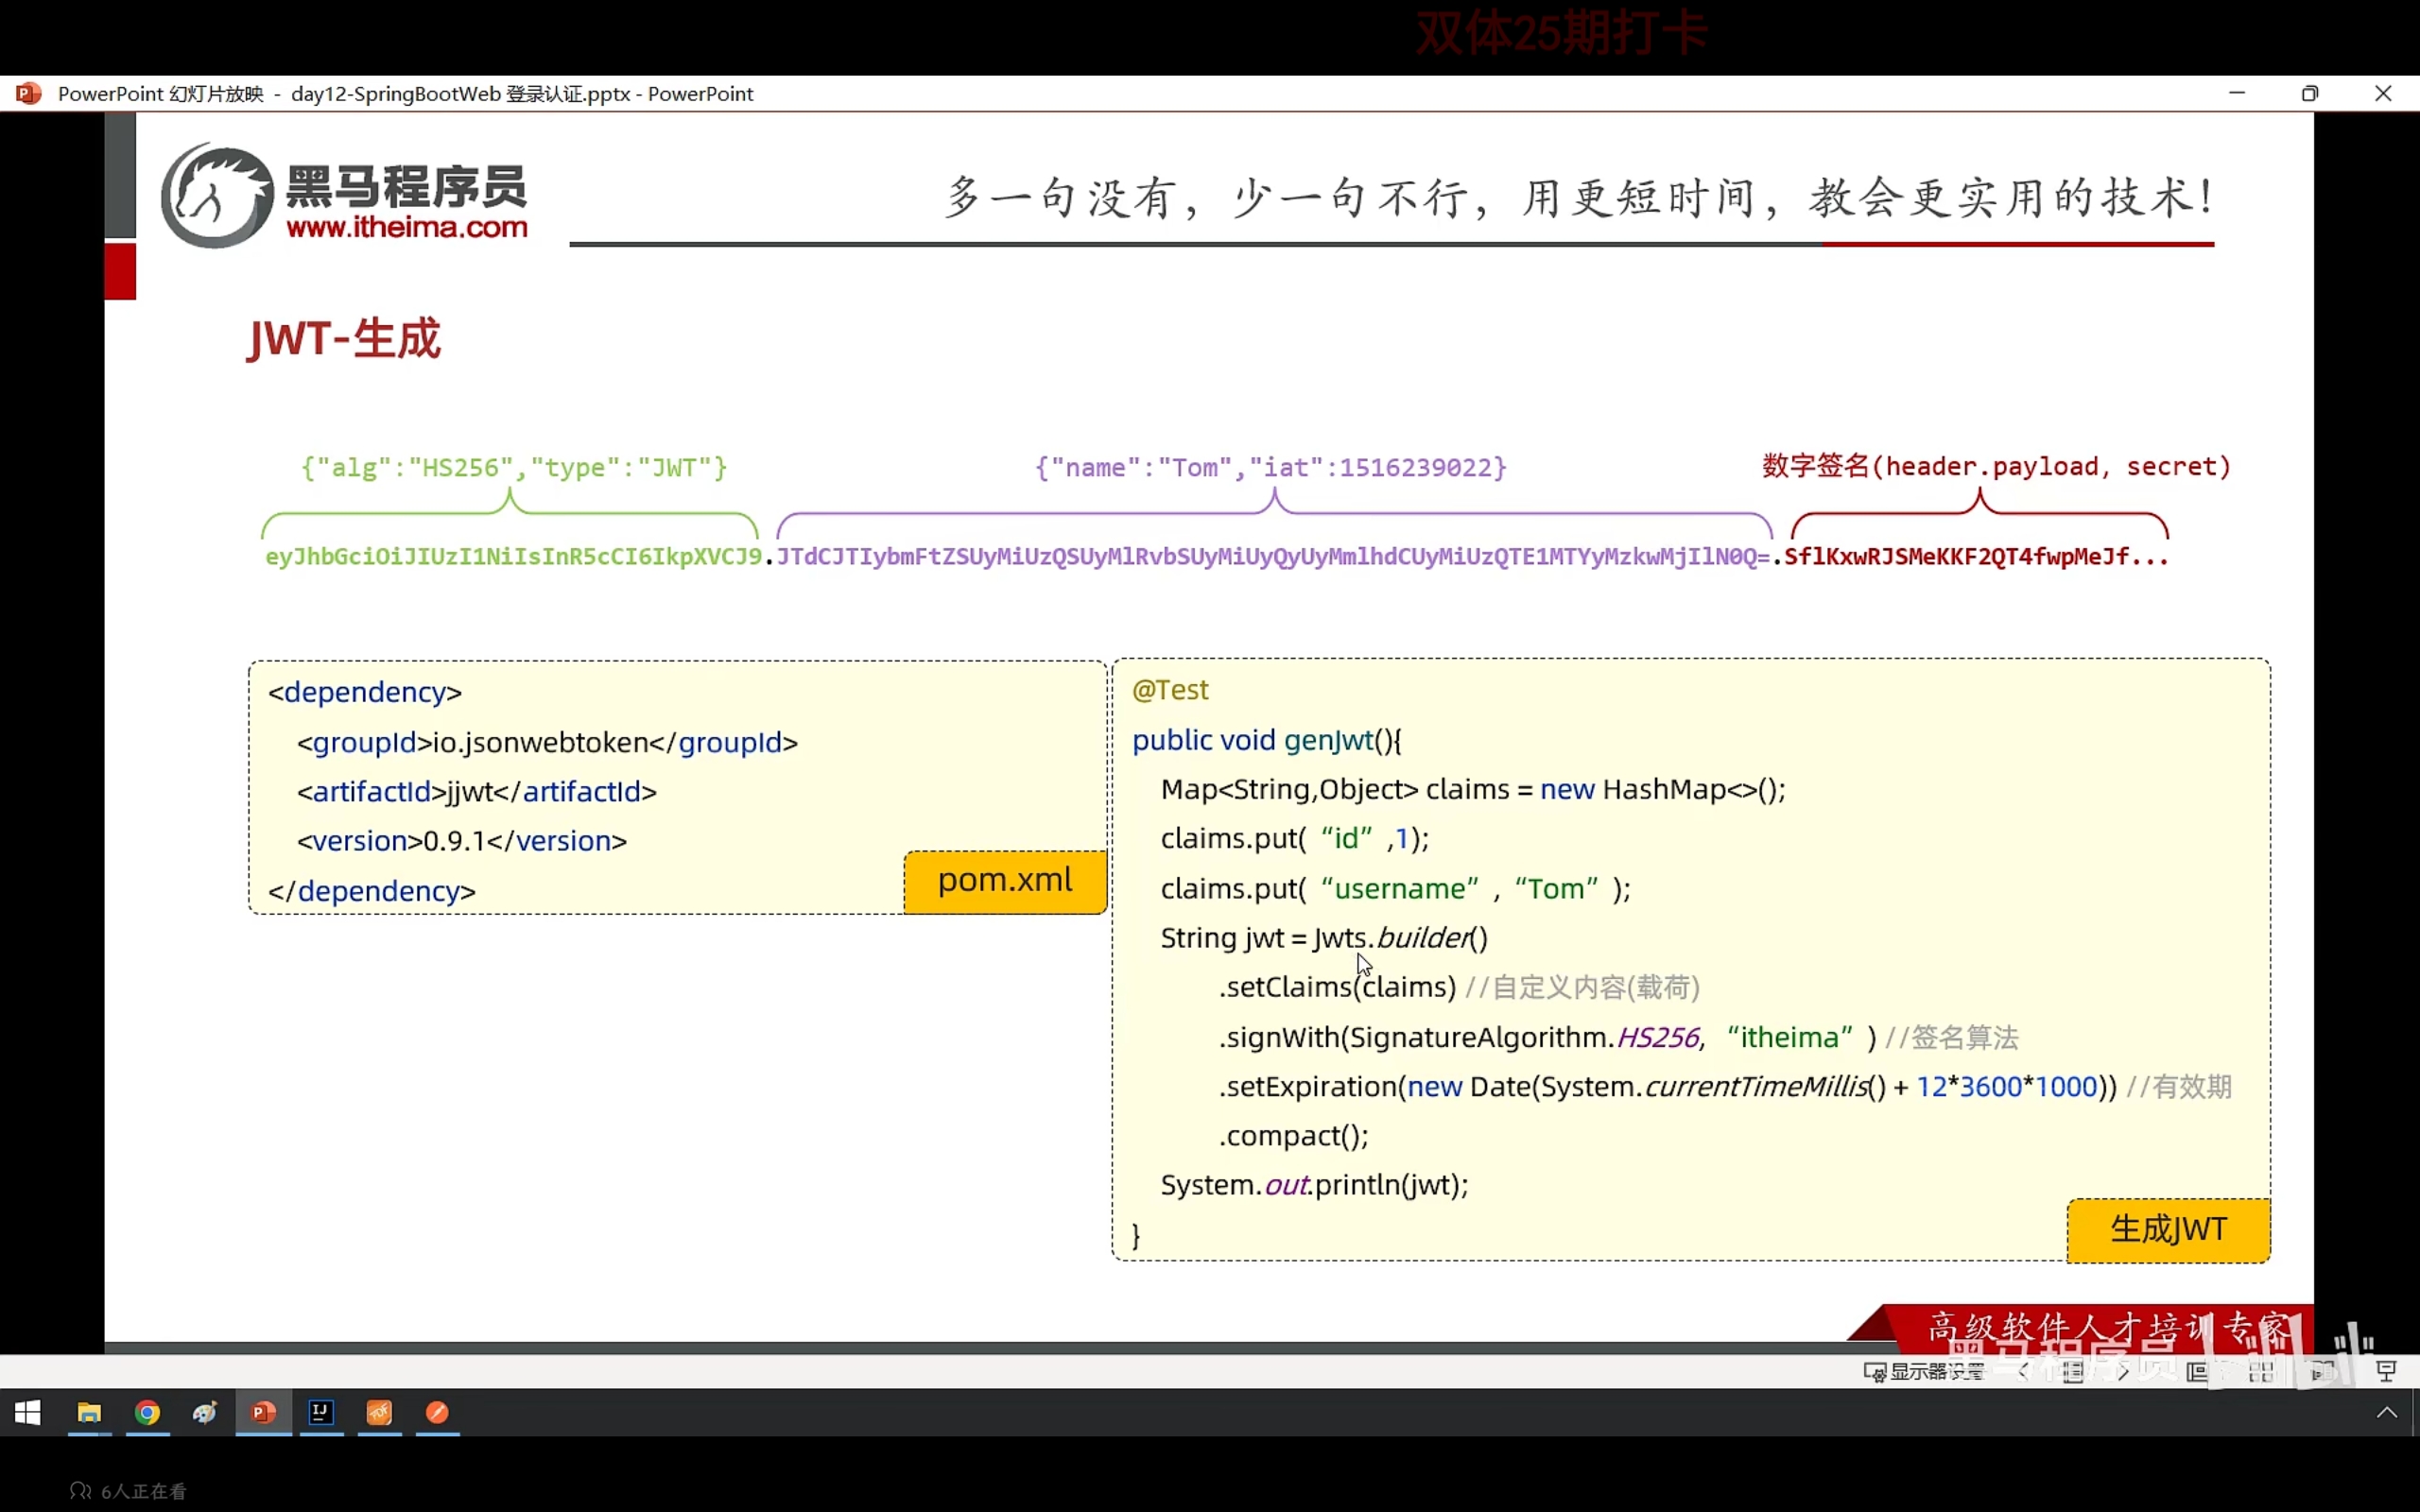 双体25期打卡
PowerPoint 幻灯片放映 - day12-SpringBootWeb 登录认证.pptx - PowerPoint
黑马程序员
www.itheima.com
多一句没有，少一句不行，用更短时间，教会更实用的技术！
JWT-生成
{"alg":"HS256","type":"JWT"}
{"name":"Tom","iat":1516239022}
数字签名(header.payload, secret)
eyJhbGciOiJIUzI1NiIsInR5cCI6IkpXVCJ9.JTdCJTIybmFtZSUyMiUzQSUyMlRvbSUyMiUyQyUyMmlhdCUyMiUzQTE1MTYyMzkwMjIlN0Q=.SflKxwRJSMeKKF2QT4fwpMeJf...
<dependency>
<groupId>io.jsonwebtoken</groupId>
<artifactId>jjwt</artifactId>
<version>0.9.1</version>
</dependency>
pom.xml
@Test
public void genJwt(){
Map<String,Object> claims = new HashMap<>();
claims.put( “id” ,1);
claims.put( “username” , “Tom” );
String jwt = Jwts.builder()
.setClaims(claims) //自定义内容(载荷)
.signWith(SignatureAlgorithm.HS256, “itheima” ) //签名算法
.setExpiration(new Date(System.currentTimeMillis() + 12*3600*1000)) //有效期
.compact();
System.out.println(jwt);
}
生成JWT
高级软件人才培训专家
黑马程序员
显示器设置
6人正在看